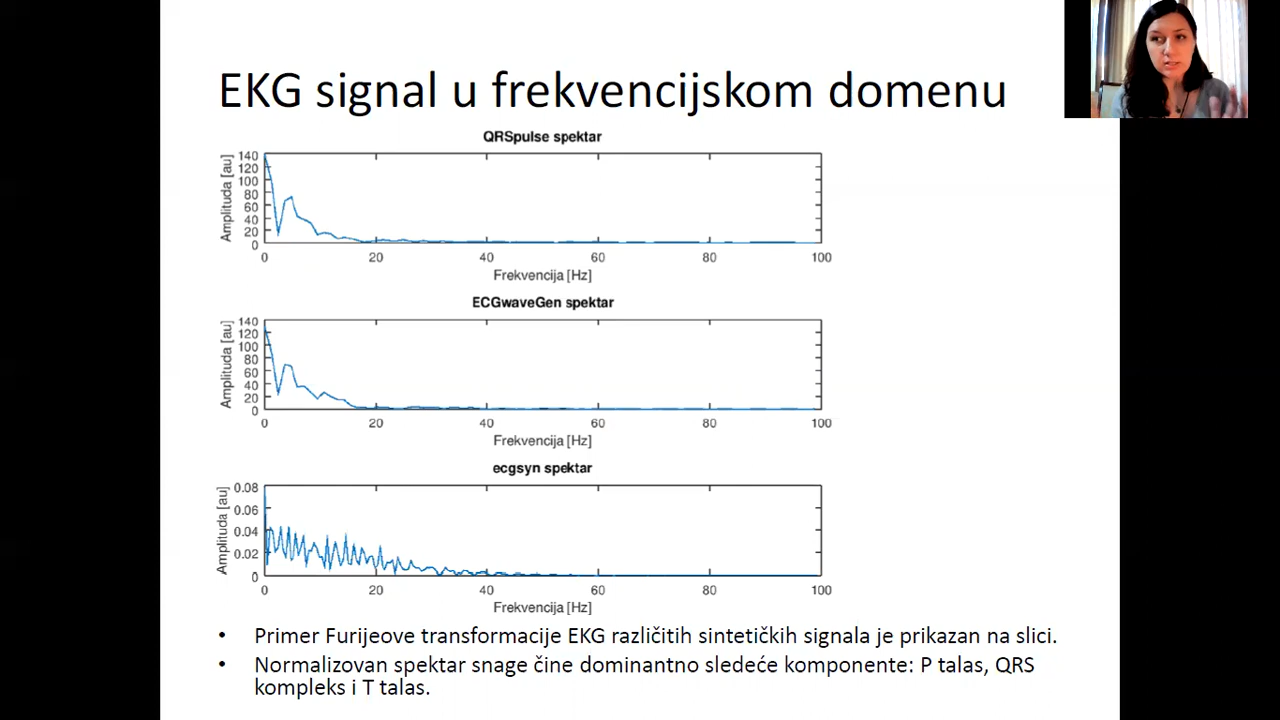 EKG signal u frekvencijskom domenu
QRSpulse spektar
Amplituda [au]
140
120
100
80
60
40
20
0
0 20 40 60 80 100
Frekvencija [Hz]
ECGwaveGen spektar
Amplituda [au]
140
120
100
80
60
40
20
0
0 20 40 60 80 100
Frekvencija [Hz]
ecgsyn spektar
Amplituda [au]
0.08
0.06
0.04
0.02
0
0 20 40 60 80 100
Frekvencija [Hz]
• Primer Furijeove transformacije EKG različitih sintetičkih signala je prikazan na slici.
• Normalizovan spektar snage čine dominantno sledeće komponente: P talas, QRS
kompleks i T talas.